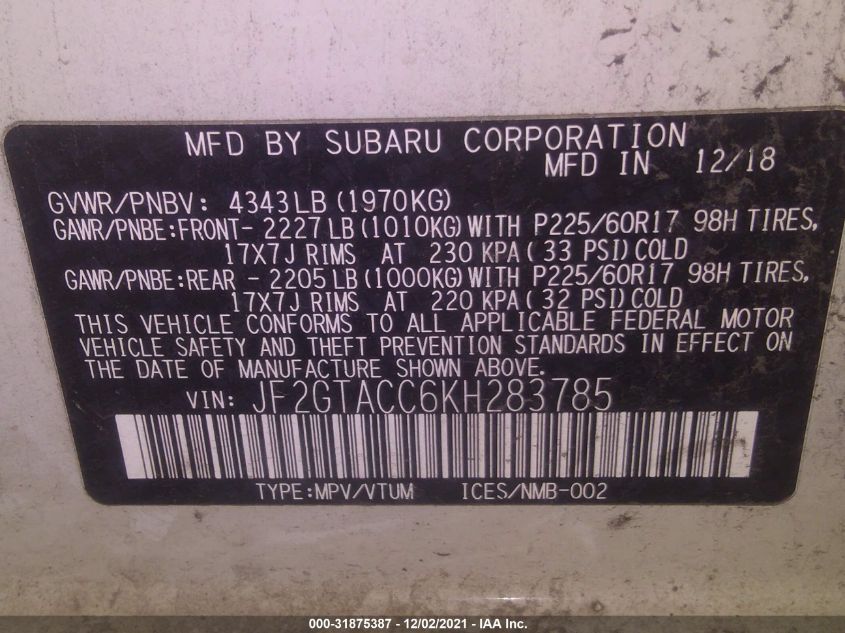 MFD BY SUBARU CORPORATION
MFD IN 12/18
GVWR/PNBV: 4343LB (1970KG)
GAWR/PNBE:FRONT- 2227 LB (1010KG) WITH P225/60R17 98H TIRES,
17X7J RIMS AT 230 KPA ( 33 PSI) COLD
GAWR/PNBE:REAR - 2205 LB (1000KG) WITH P225/60R17 98H TIRES,
17X7J RIMS AT 220 KPA ( 32 PSI) COLD
THIS VEHICLE CONFORMS TO ALL APPLICABLE FEDERAL MOTOR
VEHICLE SAFETY AND THEFT PREVENTION STANDARDS IN EFFECT ON
THE DATE OF MANUFACTURE SHOWN ABOVE.
VIN: JF2GTACC6KH283785
TYPE:MPV/VTUM ICES/NMB-002
000-31875387 - 12/02/2021 - IAA Inc.